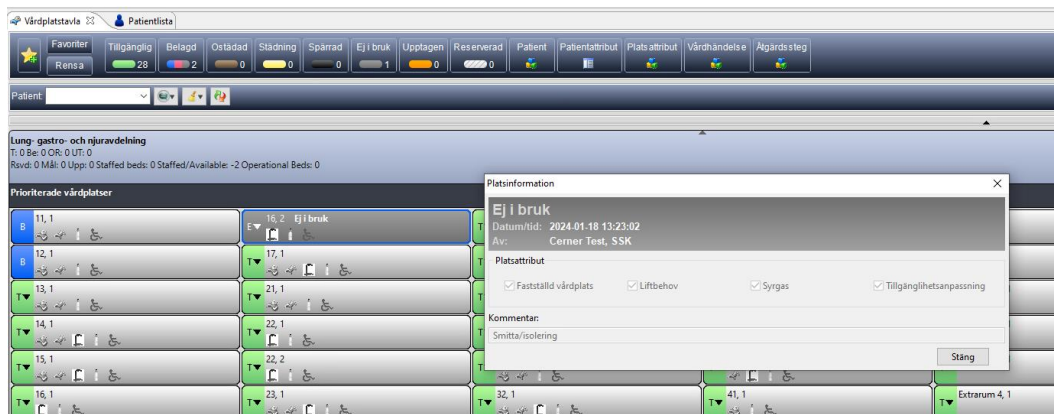 Vårdplatstavla Patientlista
Favoriter Tillgänglig Belagd Ostädad Städning Spärrad Ej i bruk Upptagen Reserverad Patient Patientattribut Platsattribut Vårdhändelse Åtgärdssteg
Rensa 28 2 0 0 0 1 0 0
Patient:
Lung- gastro- och njuravdelning
T: 0 Be: 0 OR: 0 UT: 0
Rsvd: 0 Mål: 0 Upp: 0 Staffed beds: 0 Staffed/Available: -2 Operational Beds: 0
Prioriterade vårdplatser
B 11, 1
E 16, 2 Ej i bruk
T
B 12, 1
T 17, 1
T
T 13, 1
T 21, 1
T
T 14, 1
T 22, 1
T
T 15, 1
T 22, 2
T
T 16, 1
T 23, 1
T 32, 1
T 41, 1
T Extrarum 4, 1
Platsinformation
Ej i bruk
Datum/tid: 2024-01-18 13:23:02
Av: Cerner Test, SSK
Platsattribut
Fastställd vårdplats Liftbehov Syrgas Tillgänglihetsanpassning
Kommentar:
Smitta/isolering
Stäng